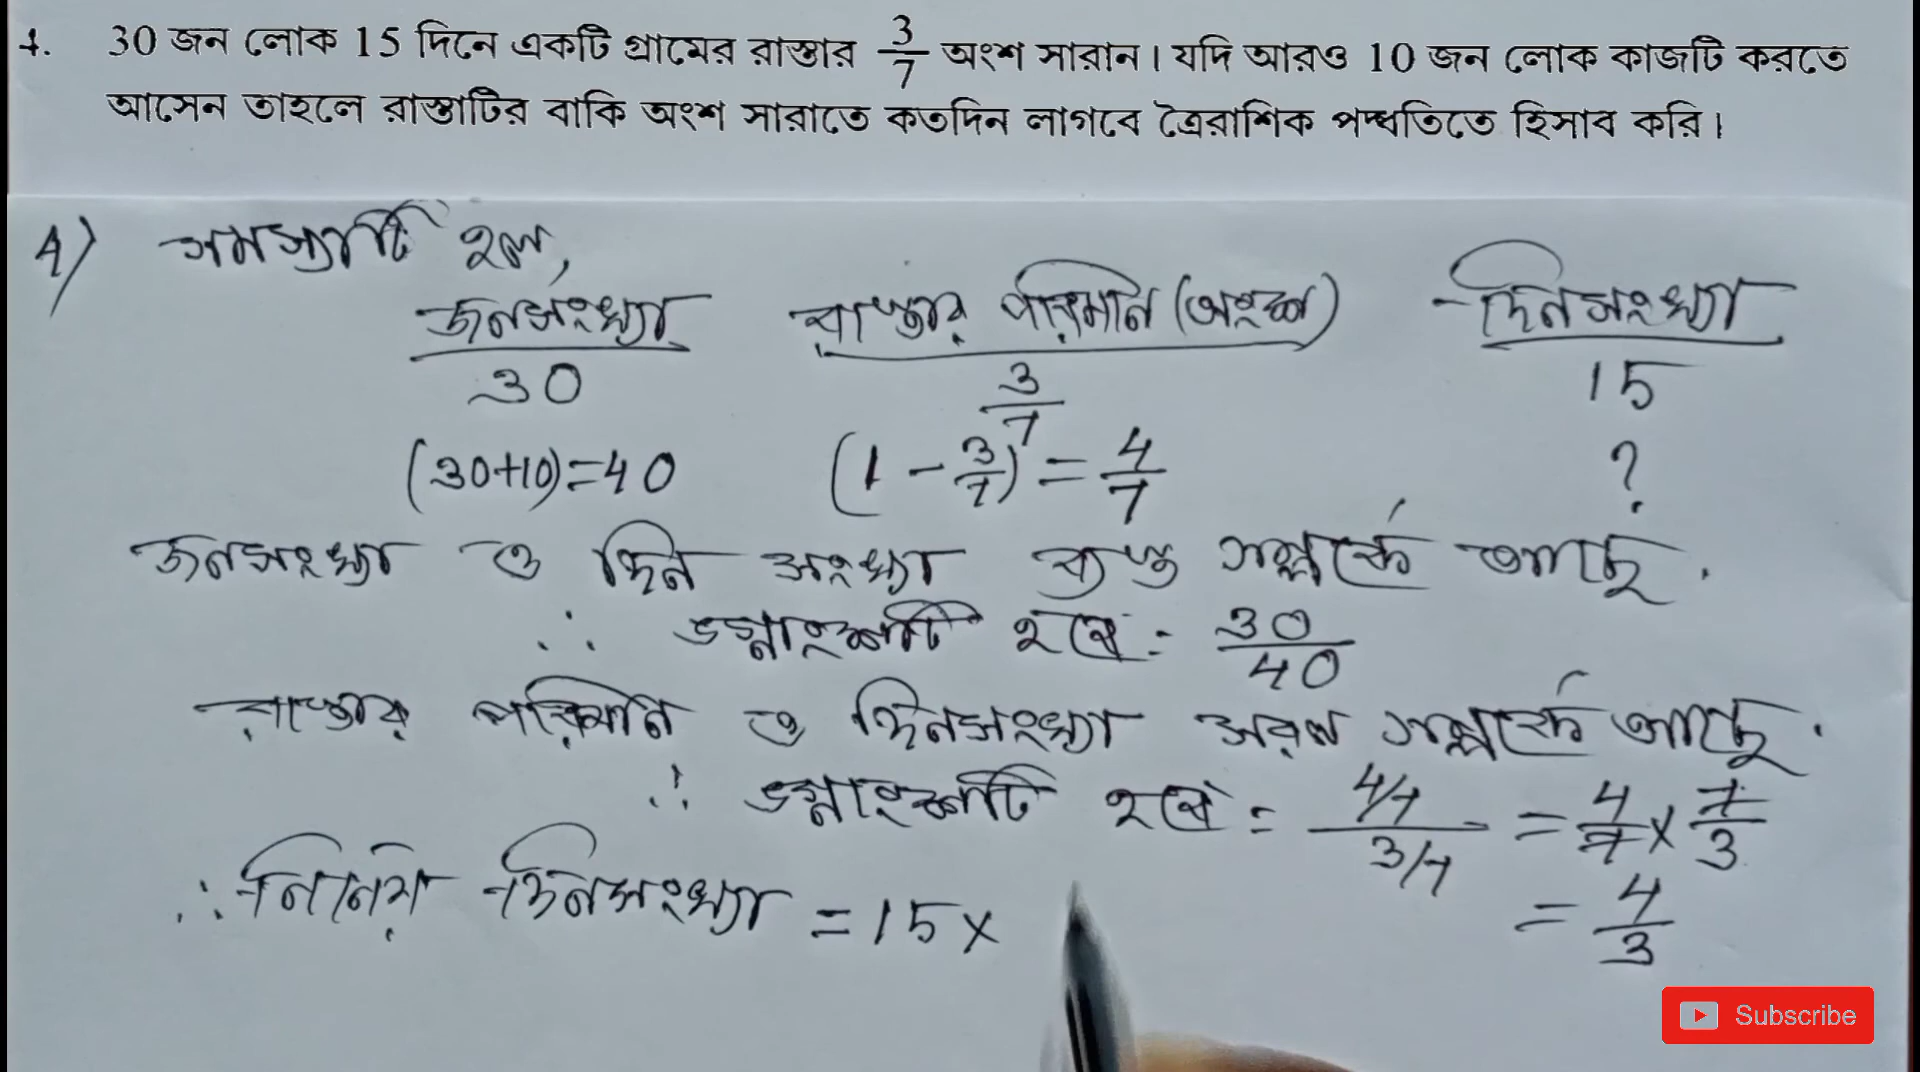 4. 30 জন লোক 15 দিনে একটি গ্রামের রাস্তার 3/7 অংশ সারান। যদি আরও 10 জন লোক কাজটি করতে
আসেন তাহলে রাস্তাটির বাকি অংশ সারাতে কতদিন লাগবে ত্রৈরাশিক পদ্ধতিতে হিসাব করি।
4) সমস্যাটি হল,
জনসংখ্যা রাস্তার পরিমান (অংশ) দিনসংখ্যা
30 3/7 15
(30+10)=40 (1 - 3/7) = 4/7 ?
জনসংখ্যা ও দিন সংখ্যা ব্যস্ত সম্পর্কে আছে.
∴ ভগ্নাংশটি হবে = 30/40
রাস্তার পরিমান ও দিনসংখ্যা সরল সম্পর্কে আছে.
∴ ভগ্নাংশটি হবে = 4/7 / 3/7 = 4/7 × 7/3
= 4/3
∴ নির্নেয় দিনসংখ্যা = 15 ×
Subscribe